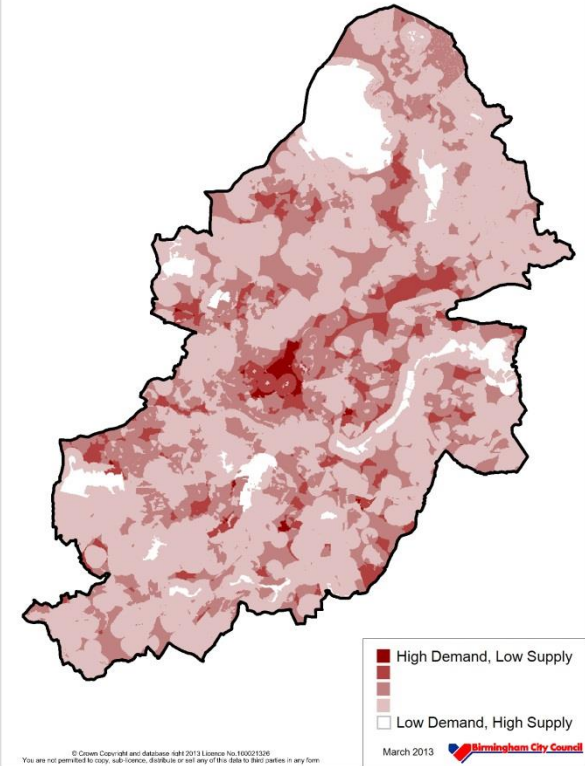 High Demand, Low Supply
Low Demand, High Supply
March 2013
Birmingham City Council
© Crown Copyright and database right 2013 Licence No.100021326
You are not permitted to copy, sub-licence, distribute or sell any of this data to third parties in any form